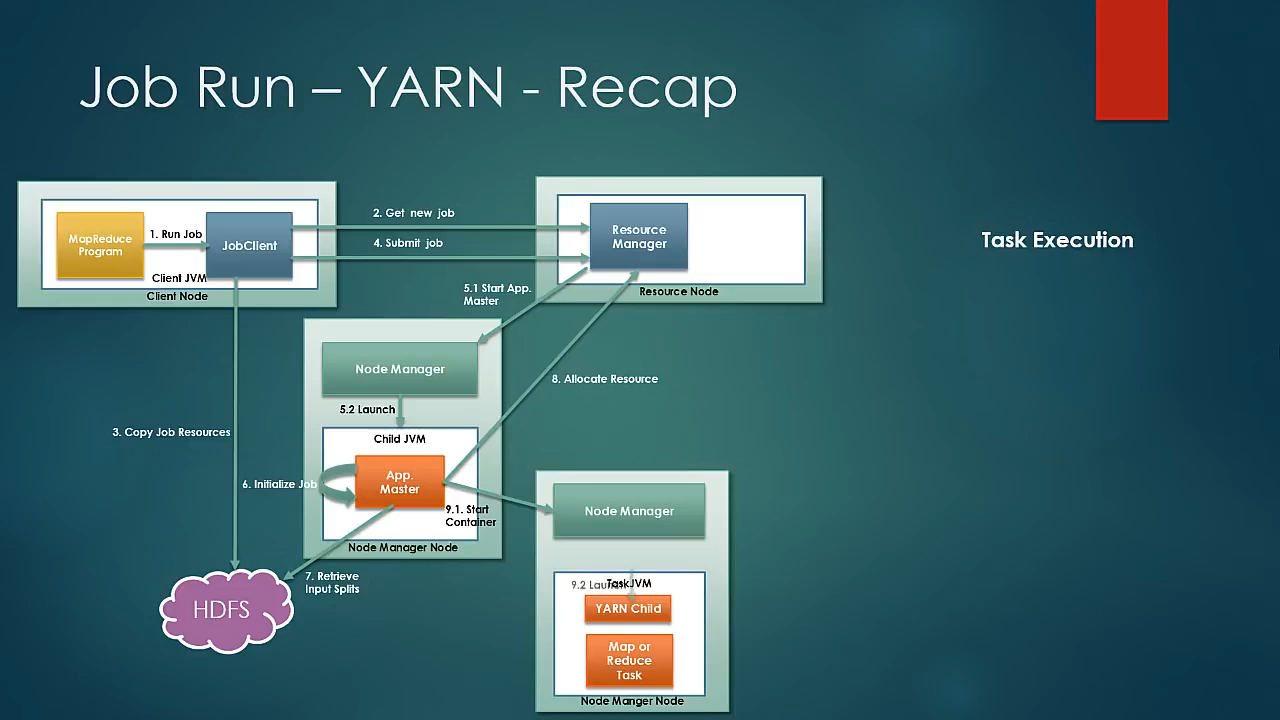 Job Run – YARN - Recap
MapReduce
Program
1. Run Job
JobClient
Client JVM
Client Node
2. Get new job
4. Submit job
Resource
Manager
Resource Node
Task Execution
5.1 Start App.
Master
Node Manager
5.2 Launch
Child JVM
App.
Master
6. Initialize Job
Node Manager Node
3. Copy Job Resources
8. Allocate Resource
9.1. Start
Container
7. Retrieve
Input Splits
HDFS
Node Manager
9.2 Launch
TaskJVM
YARN Child
Map or
Reduce
Task
Node Manger Node